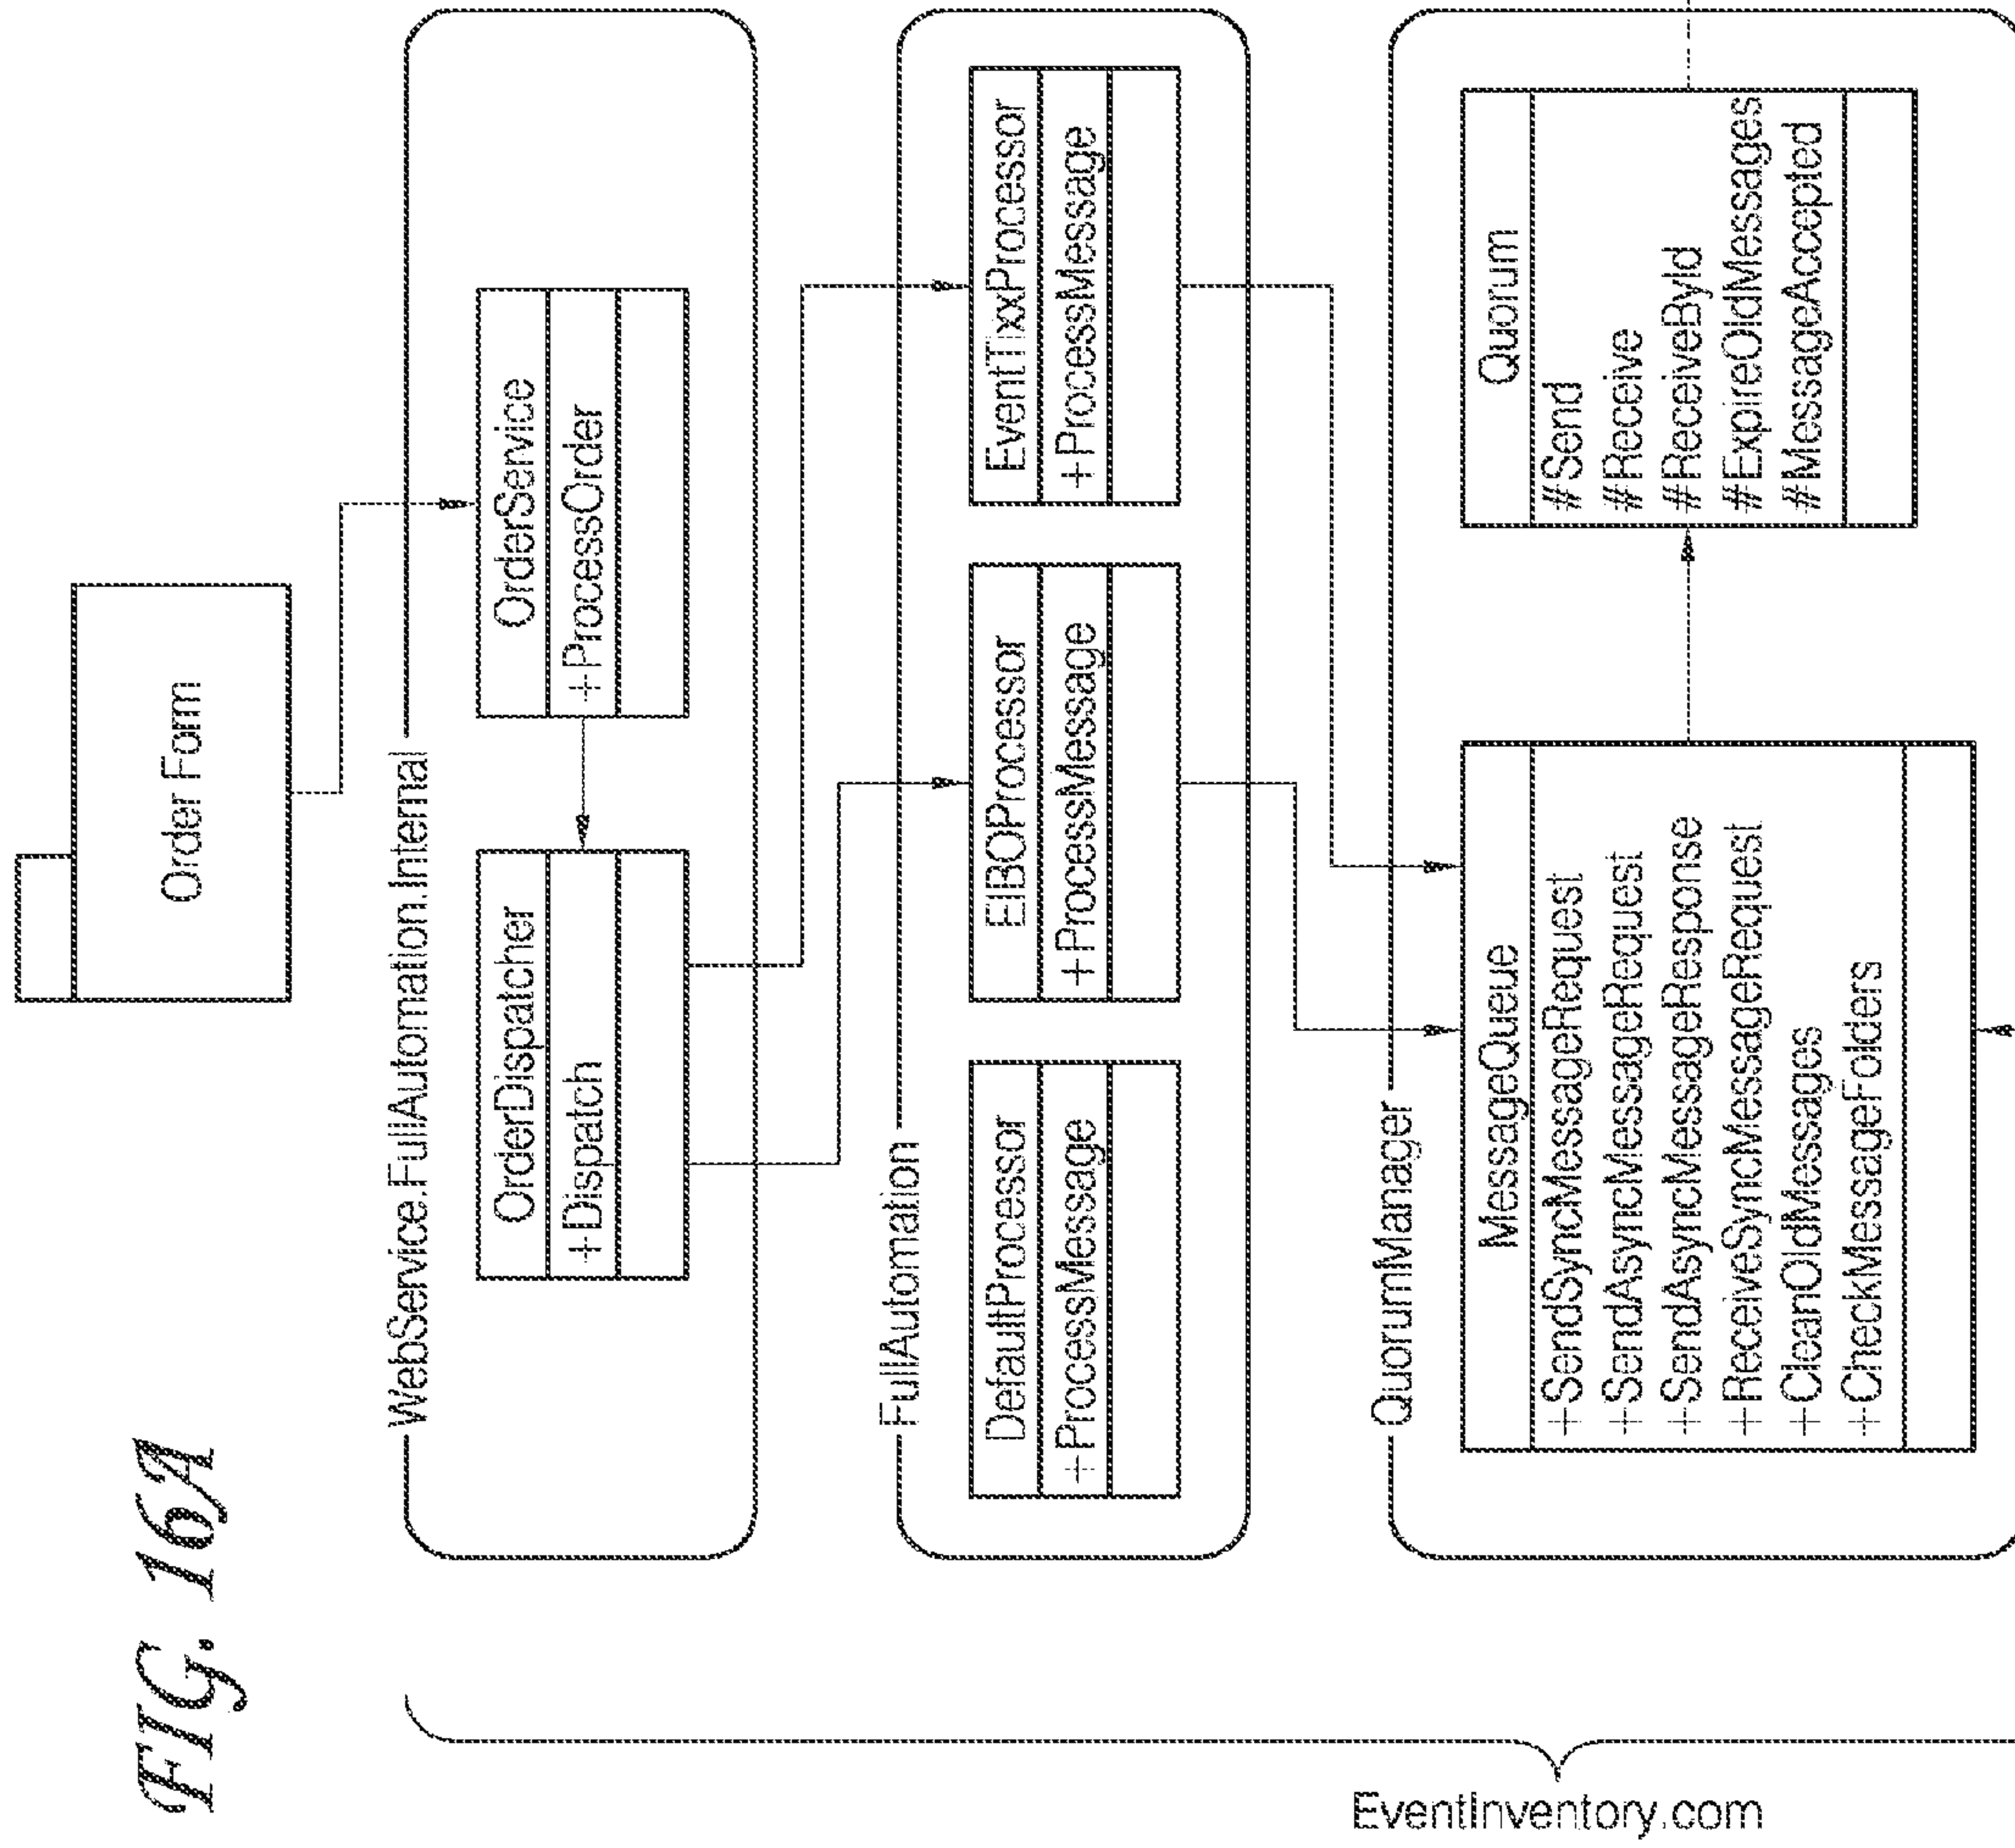 FIG. 16A
Order Form
WebService.FullAutomation.Internal
OrderDispatcher
+Dispatch
OrderService
+ProcessOrder
FullAutomation
DefaultProcessor
+ProcessMessage
EIBOProcessor
+ProcessMessage
EventTixxProcessor
+ProcessMessage
QuorumManager
MessageQueue
+SendSyncMessageRequest
+SendAsyncMessageRequest
+SendAsyncMessageResponse
+ReceiveSyncMessageRequest
+CleanOldMessages
+CheckMessageFolders
Quorum
#Send
#Receive
#ReceiveById
#ExpireOldMessages
#MessageAccepted
EventInventory.com